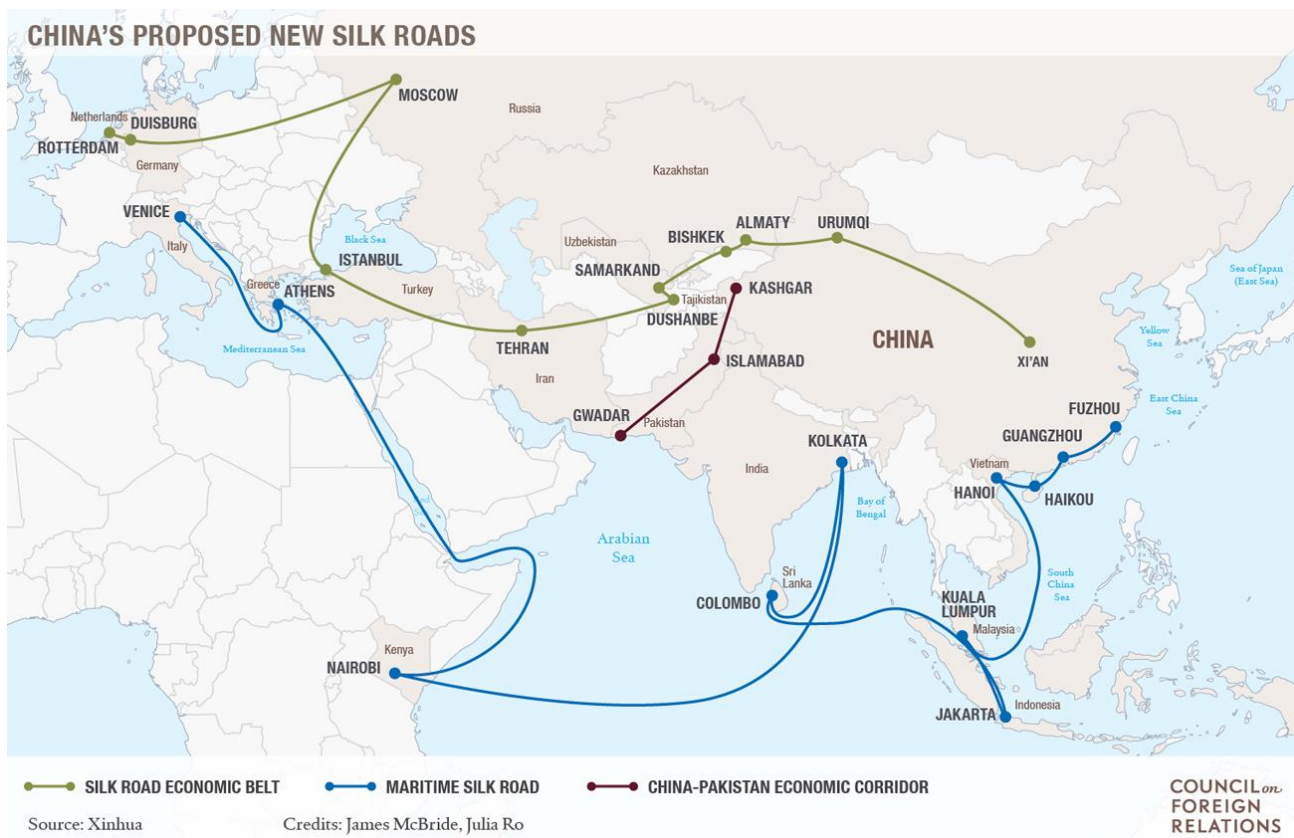 CHINA'S PROPOSED NEW SILK ROADS
MOSCOW
Russia
Netherlands
DUISBURG
ROTTERDAM
Germany
Kazakhstan
VENICE
ALMATY
URUMQI
Italy
Black Sea
Uzbekistan
BISHKEK
ISTANBUL
SAMARKAND
Sea of Japan
(East Sea)
Greece
ATHENS
Turkey
Tajikistan
KASHGAR
DUSHANBE
CHINA
Yellow
Sea
Mediterranean Sea
TEHRAN
ISLAMABAD
XI'AN
Iran
East China
Sea
GWADAR
Pakistan
FUZHOU
KOLKATA
GUANGZHOU
India
Vietnam
HANOI
HAIKOU
Bay of
Bengal
Arabian
Sea
Sri
Lanka
South
China
Sea
COLOMBO
KUALA
LUMPUR
Malaysia
Kenya
NAIROBI
JAKARTA
Indonesia
SILK ROAD ECONOMIC BELT
MARITIME SILK ROAD
CHINA-PAKISTAN ECONOMIC CORRIDOR
COUNCIL on
FOREIGN
RELATIONS
Source: Xinhua
Credits: James McBride, Julia Ro